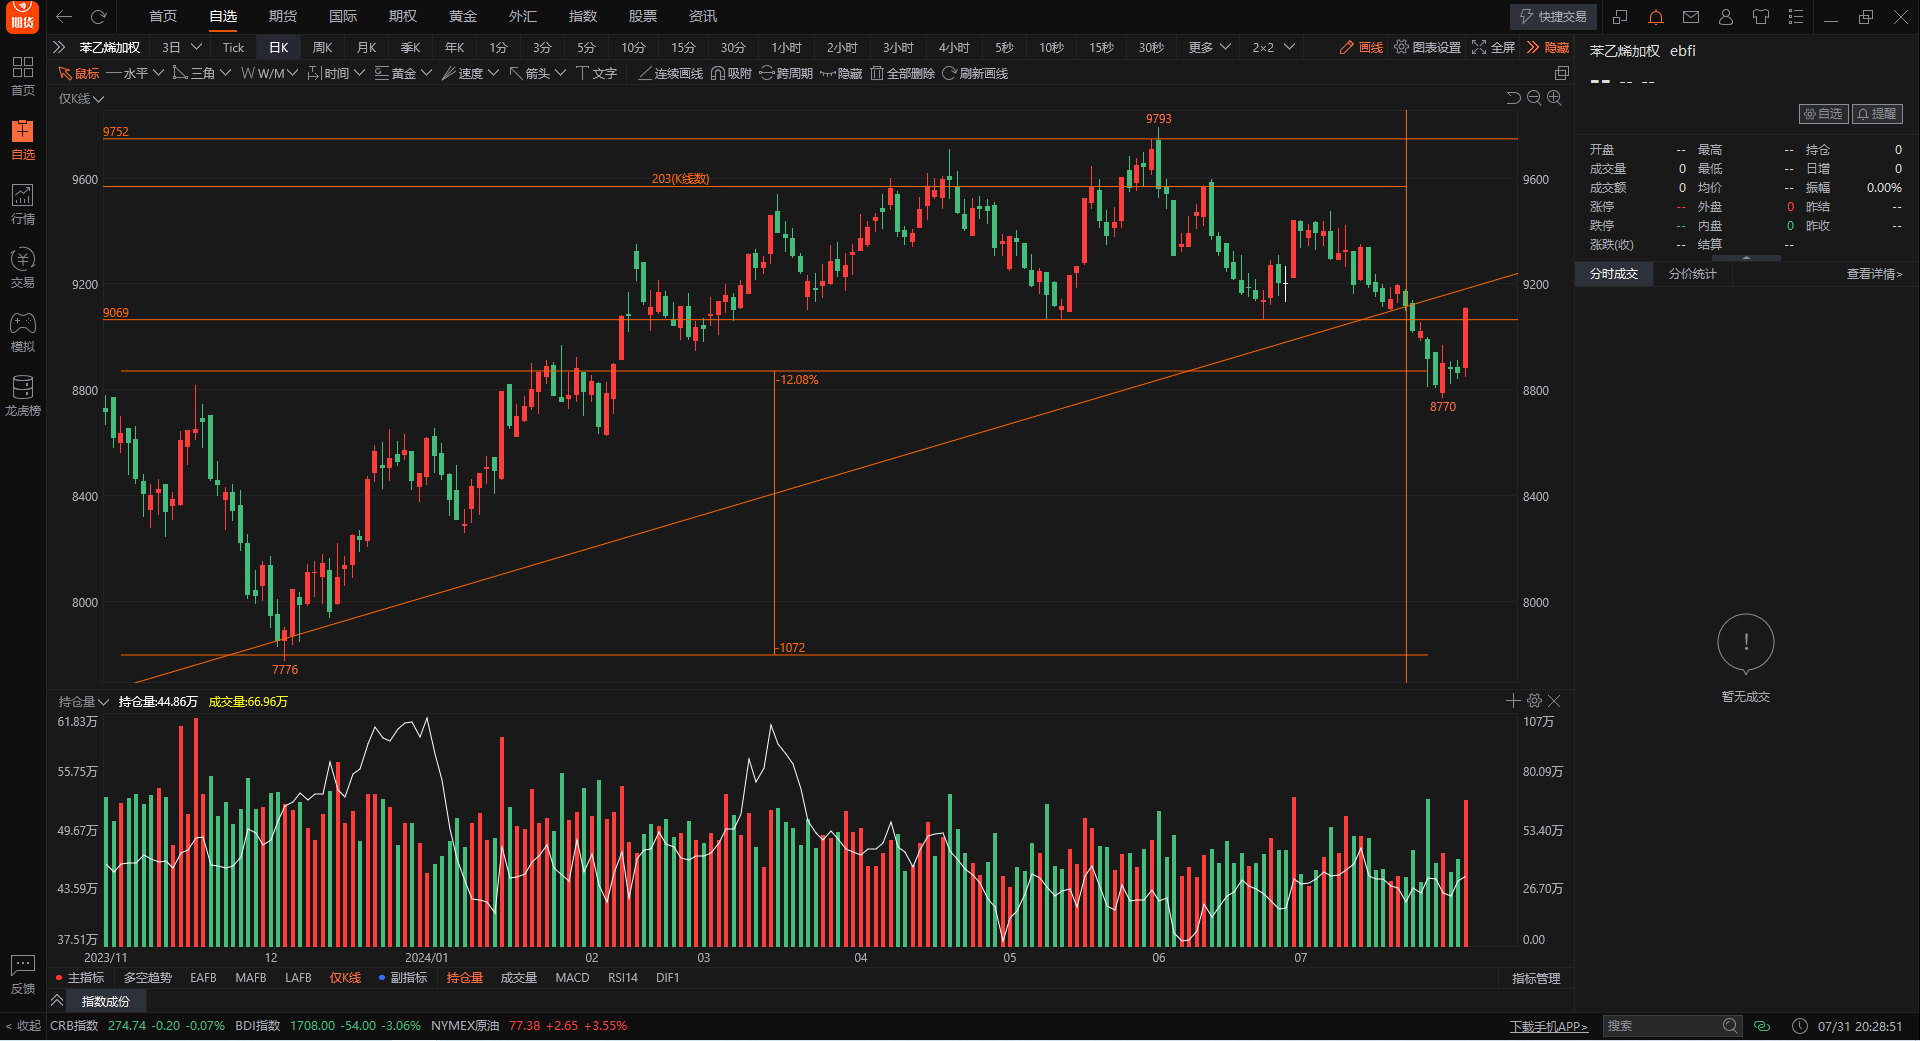 期货 首页 自选 期货 国际 期权 黄金 外汇 指数 股票 资讯 快捷交易
苯乙烯加权 3日 Tick 日K 周K 月K 季K 年K 1分 3分 5分 10分 15分 30分 1小时 2小时 3小时 4小时 5秒 10秒 15秒 30秒 更多 2×2 画线 图表设置 全屏 隐藏
鼠标 水平 三角 W/M 时间 黄金 速度 箭头 文字 连续画线 吸附 跨周期 隐藏 全部删除 刷新画线
仅K线
首页
自选
行情
交易
模拟
龙虎榜
反馈
< 收起
9752
9793
9600
203(K线数)
9600
9200
9200
9069
-12.08%
8800
8800
8770
8400
8400
8000
8000
-1072
7776
持仓量 持仓量:44.86万 成交量:66.96万
61.83万 107万
55.75万 80.09万
49.67万 53.40万
43.59万 26.70万
37.51万 0.00
2023/11 12 2024/01 02 03 04 05 06 07
主指标 多空趋势 EAFB MAFB LAFB 仅K线 副指标 持仓量 成交量 MACD RSI14 DIF1 指标管理
指数成份
CRB指数 274.74 -0.20 -0.07% BDI指数 1708.00 -54.00 -3.06% NYMEX原油 77.38 +2.65 +3.55% 下载手机APP> 搜索 07/31 20:28:51
苯乙烯加权 ebfi
-- -- --
自选 提醒
开盘 -- 最高 -- 持仓 0
成交量 0 最低 -- 日增 0
成交额 0 均价 -- 振幅 0.00%
涨停 -- 外盘 0 昨结 --
跌停 -- 内盘 0 昨收 --
涨跌(收) -- 结算 --
分时成交 分价统计 查看详情>
!
暂无成交